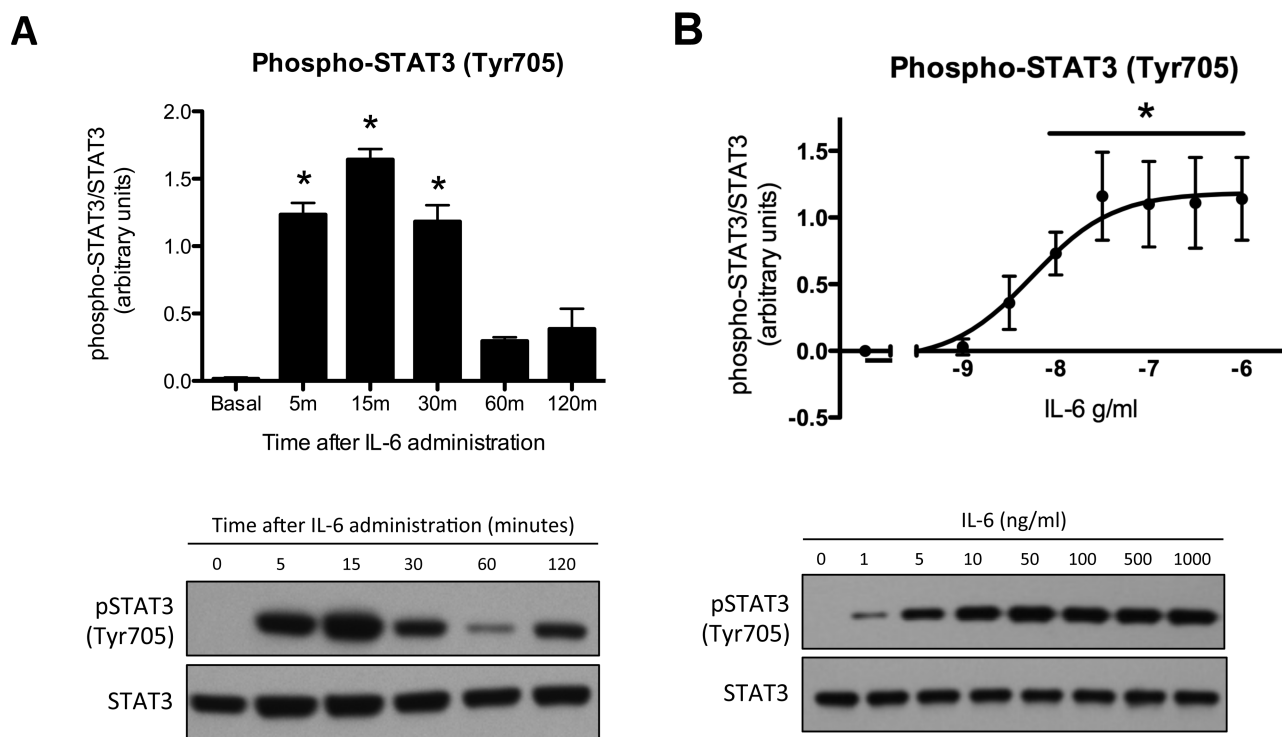 A
Phospho-STAT3 (Tyr705)
phospho-STAT3/STAT3
(arbitrary units)
2.0
*
*
*
1.5
1.0
0.5
0.0
Basal 5m 15m 30m 60m 120m
Time after IL-6 administration
Time after IL-6 administration (minutes)
0 5 15 30 60 120
pSTAT3
(Tyr705)
STAT3
B
Phospho-STAT3 (Tyr705)
*
phospho-STAT3/STAT3
(arbitrary units)
1.5
1.0
0.5
0.0
-0.5
-9 -8 -7 -6
IL-6 g/ml
IL-6 (ng/ml)
0 1 5 10 50 100 500 1000
pSTAT3
(Tyr705)
STAT3